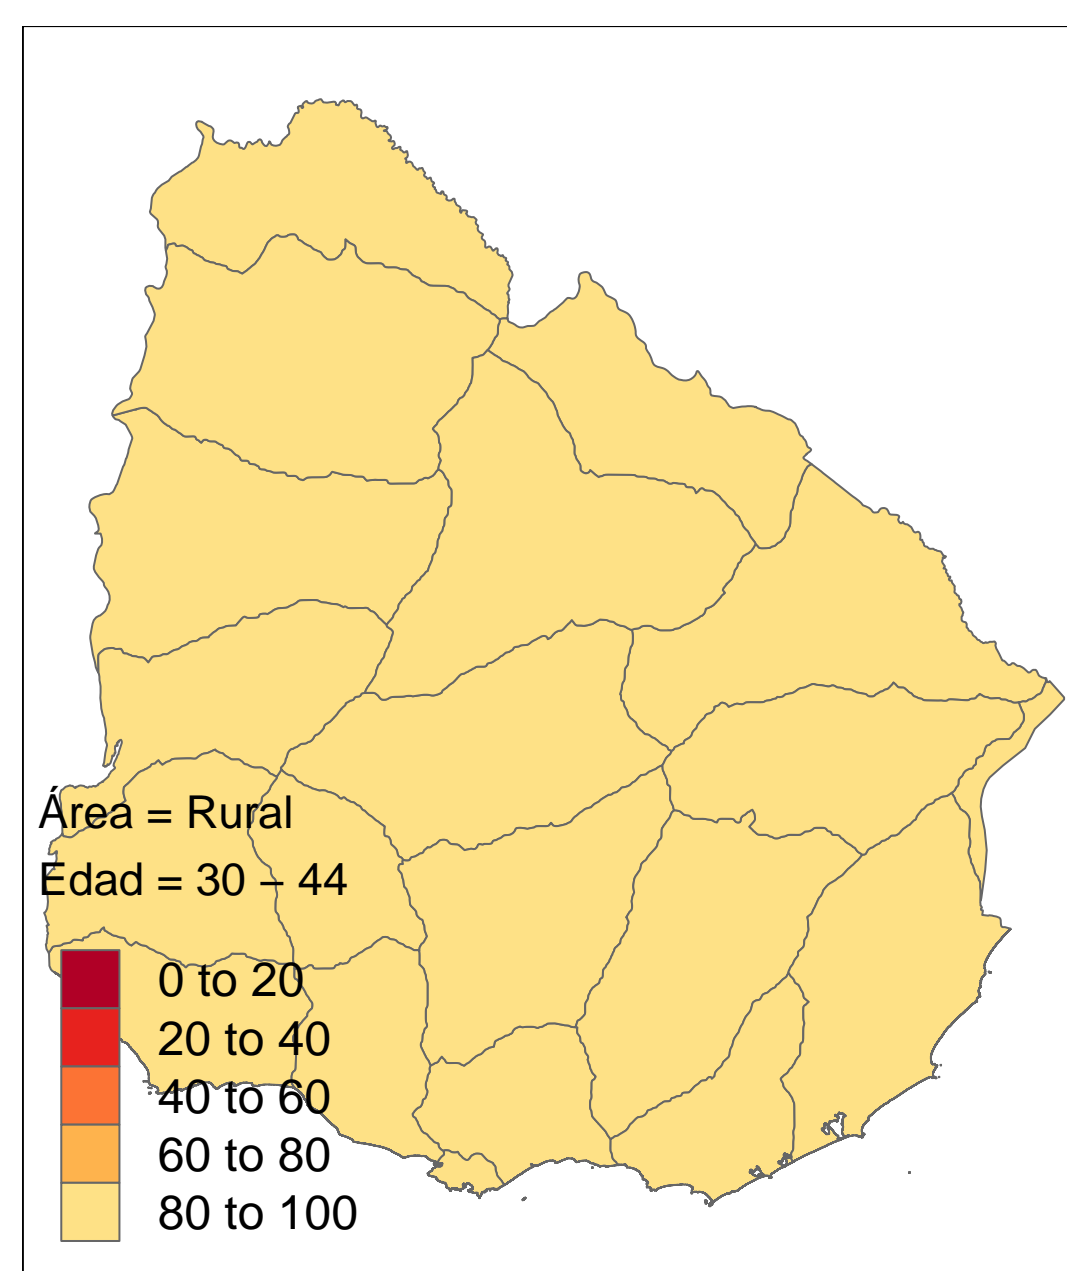 Área = Rural
Edad = 30 – 44
0 to 20
20 to 40
40 to 60
60 to 80
80 to 100